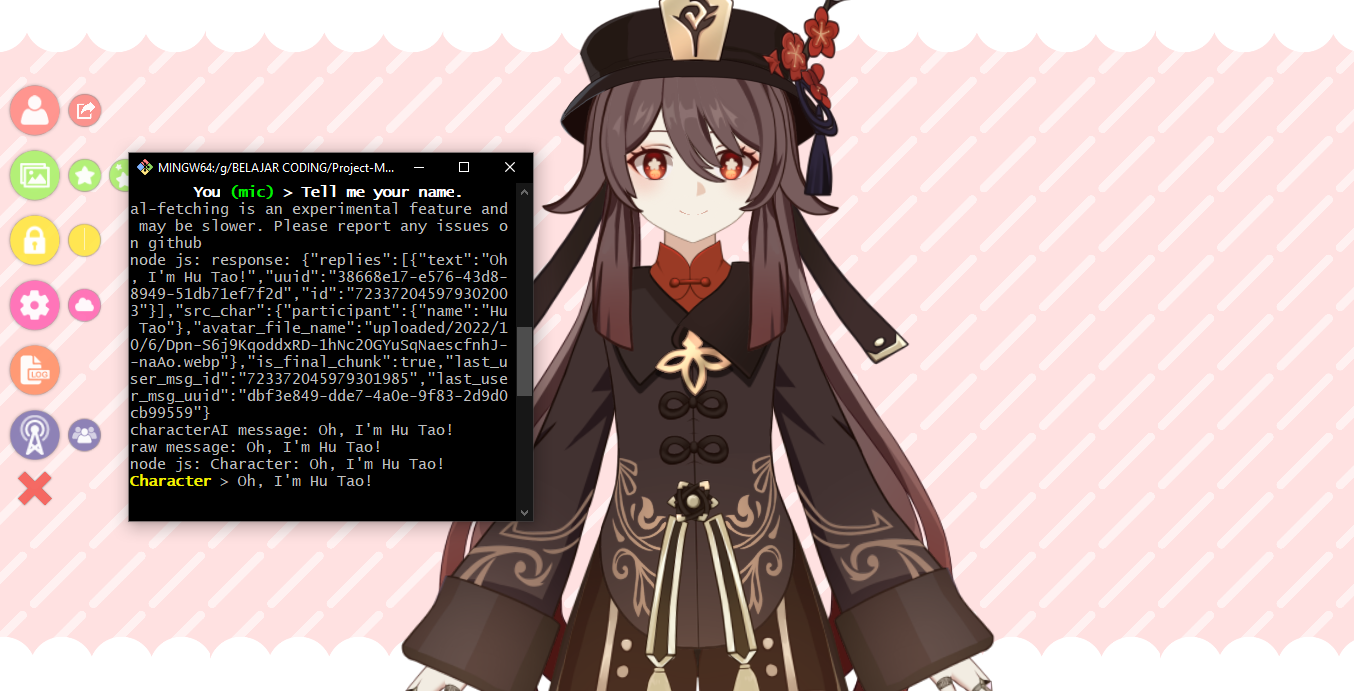 MINGW64:/g/BELAJAR CODING/Project-M...
You (mic) > Tell me your name.
al-fetching is an experimental feature and
may be slower. Please report any issues o
n github
node js: response: {"replies":[{"text":"Oh
, I'm Hu Tao!","uuid":"38668e17-e576-43d8-
8949-51db71ef7f2d","id":"7233720459793020O
3"}],"src_char":{"participant":{"name":"Hu
Tao"},"avatar_file_name":"uploaded/2022/1
0/6/Dpn-S6j9KqoddxRD-1hNc2OGYuSqNaescfnhJ-
-naAo.webp"},"is_final_chunk":true,"last_u
ser_msg_id":"723372045979301985","last_use
r_msg_uuid":"dbf3e849-dde7-4a0e-9f83-2d9d0
cb99559"}
characterAI message: Oh, I'm Hu Tao!
raw message: Oh, I'm Hu Tao!
node js: Character: Oh, I'm Hu Tao!
Character > Oh, I'm Hu Tao!
LOG